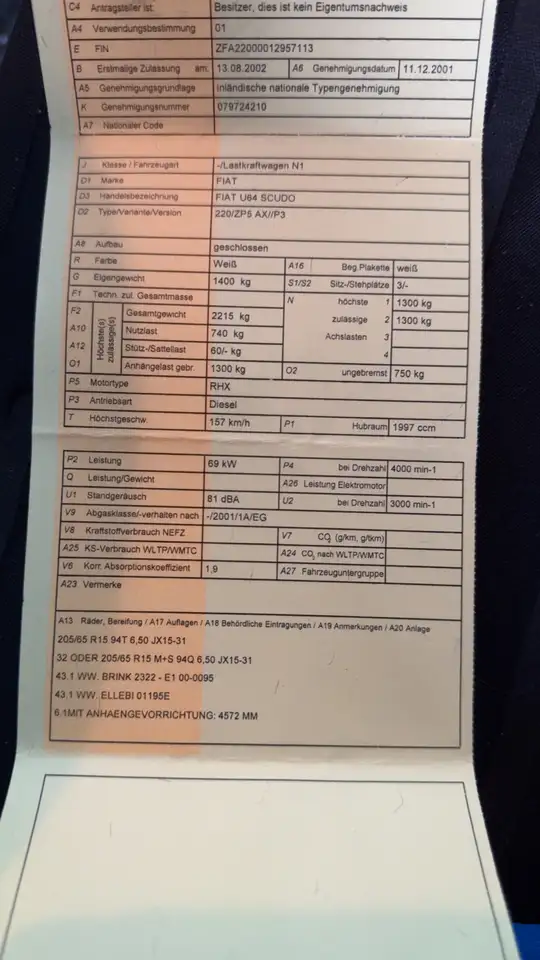 C4 Antragsteller ist: Besitzer, dies ist kein Eigentumsnachweis
A4 Verwendungsbestimmung 01
E FIN ZFA22000012957113
B Erstmalige Zulassung am: 13.08.2002 A6 Genehmigungsdatum 11.12.2001
A5 Genehmigungsgrundlage inländische nationale Typengenehmigung
K Genehmigungsnummer 079724210
A7 Nationaler Code
J Klasse / Fahrzeugart -/Lastkraftwagen N1
D1 Marke FIAT
D3 Handelsbezeichnung FIAT U64 SCUDO
D2 Type/Variante/Version 220/ZP5 AX//P3
A8 Aufbau geschlossen
R Farbe Weiß A16 Beg.Plakette weiß
G Eigengewicht 1400 kg S1/S2 Sitz-/Stehplätze 3/-
F1 Techn. zul. Gesamtmasse N höchste 1 1300 kg
F2 Höchste(s) zulässige(s) Gesamtgewicht 2215 kg zulässige 2 1300 kg
A10 Nutzlast 740 kg Achslasten 3
A12 Stütz-/Sattellast 60/- kg 4
O1 Anhängelast gebr. 1300 kg O2 ungebremst 750 kg
P5 Motortype RHX
P3 Antriebsart Diesel
T Höchstgeschw. 157 km/h P1 Hubraum 1997 ccm
P2 Leistung 69 kW P4 bei Drehzahl 4000 min-1
Q Leistung/Gewicht A26 Leistung Elektromotor
U1 Standgeräusch 81 dBA U2 bei Drehzahl 3000 min-1
V9 Abgasklasse/-verhalten nach -/2001/1A/EG
V8 Kraftstoffverbrauch NEFZ V7 CO2 (g/km, g/tkm)
A25 KS-Verbrauch WLTP/WMTC A24 CO2 nach WLTP/WMTC
V6 Korr. Absorptionskoeffizient 1,9 A27 Fahrzeuguntergruppe
A23 Vermerke
A13 Räder, Bereifung / A17 Auflagen / A18 Behördliche Eintragungen / A19 Anmerkungen / A20 Anlage
205/65 R15 94T 6,50 JX15-31
32 ODER 205/65 R15 M+S 94Q 6,50 JX15-31
43.1 WW. BRINK 2322 - E1 00-0095
43.1 WW. ELLEBI 01195E
6.1MIT ANHAENGEVORRICHTUNG: 4572 MM